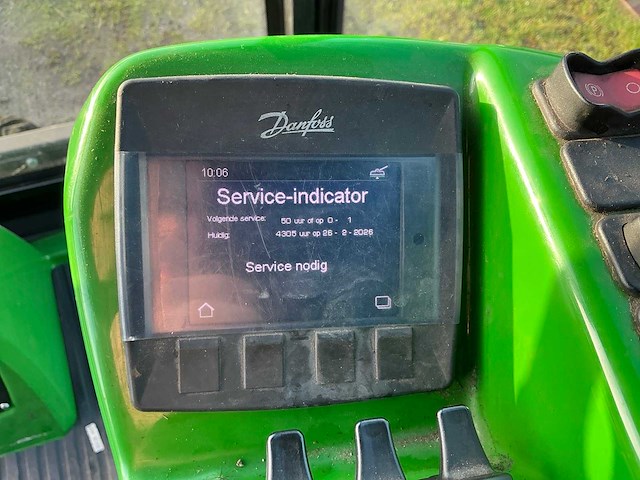 Danfoss
10:06
Service-indicator
Volgende service: 50 uur of op 0 - 1
Huidig: 4305 uur op 26 - 2 - 2026
Service nodig